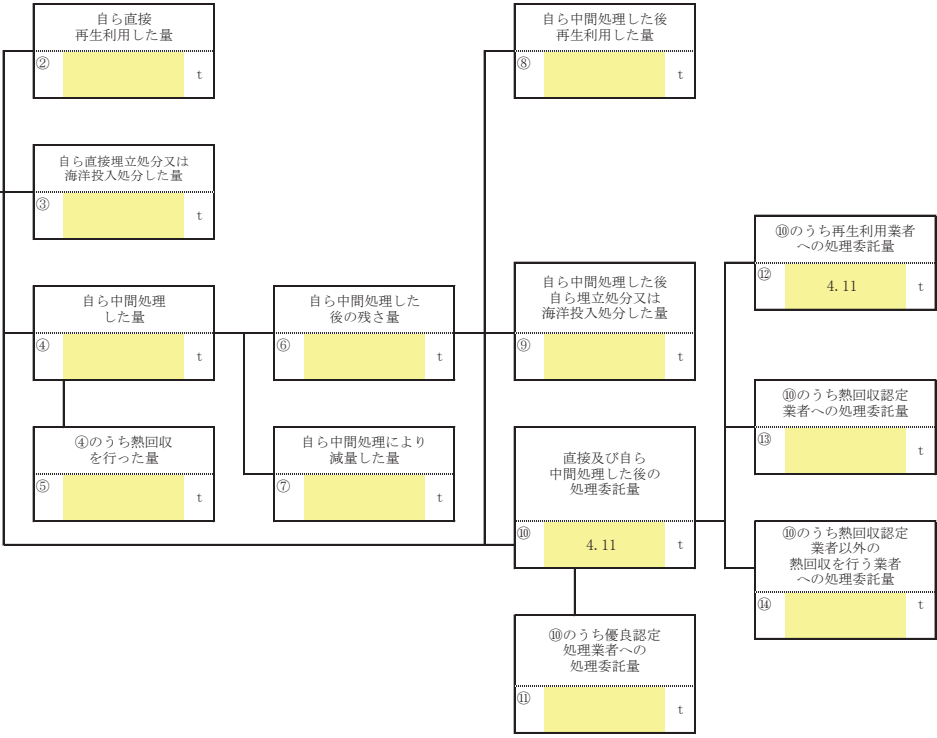 自ら直接
再生利用した量
②
t
自ら中間処理した後
再生利用した量
⑧
t
自ら直接埋立処分又は
海洋投入処分した量
③
t
⑩のうち再生利用業者
への処理委託量
⑫
4.11
t
自ら中間処理
した量
④
t
自ら中間処理した
後の残さ量
⑥
t
自ら中間処理した後
自ら埋立処分又は
海洋投入処分した量
⑨
t
⑩のうち熱回収認定
業者への処理委託量
⑬
t
④のうち熱回収
を行った量
⑤
t
自ら中間処理により
減量した量
⑦
t
直接及び自ら
中間処理した後の
処理委託量
⑩
4.11
t
⑩のうち熱回収認定
業者以外の
熱回収を行う業者
への処理委託量
⑭
t
⑩のうち優良認定
処理業者への
処理委託量
⑪
t